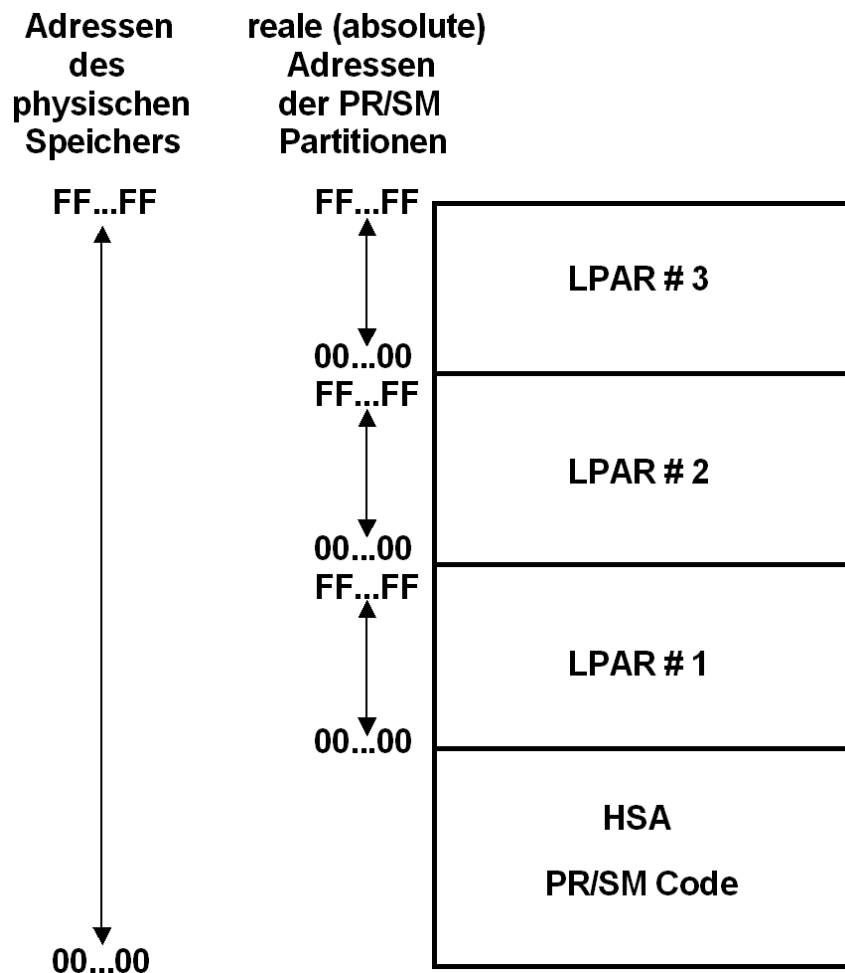 Adressen
des
physischen
Speichers
reale (absolute)
Adressen
der PR/SM
Partitionen
FF...FF
FF...FF
LPAR # 3
00...00
FF...FF
LPAR # 2
00...00
FF...FF
LPAR # 1
00...00
HSA
PR/SM Code
00...00